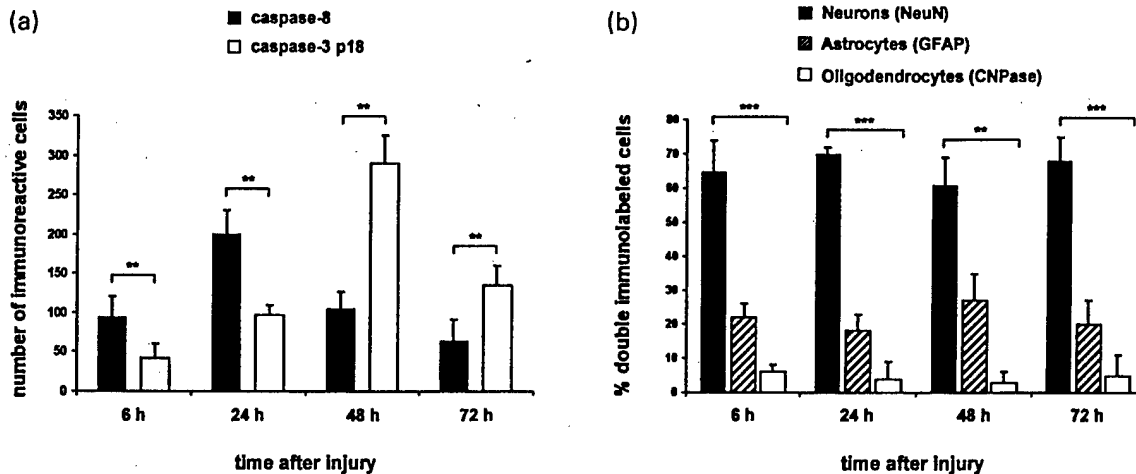 (a)
caspase-8
caspase-3 p18
number of immunoreactive cells
350
300
250
200
150
100
50
0
**
**
**
**
6 h
24 h
48 h
72 h
time after injury
(b)
Neurons (NeuN)
Astrocytes (GFAP)
Oligodendrocytes (CNPase)
% double immunolabeled cells
80
70
60
50
40
30
20
10
0
***
***
**
***
6 h
24 h
48 h
72 h
time after injury